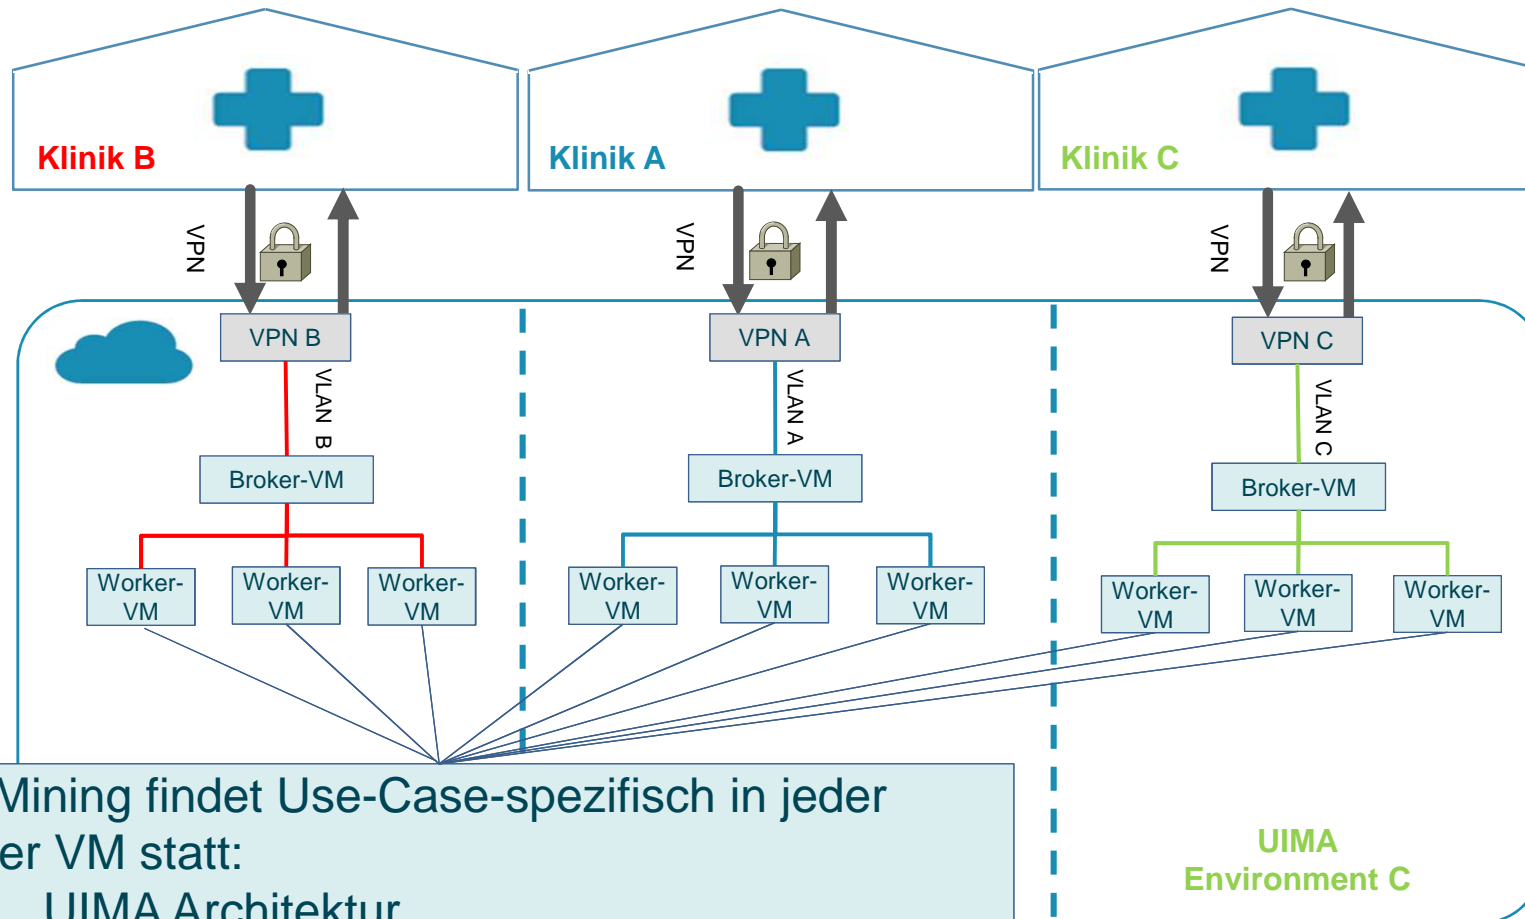 Klinik B
Klinik A
Klinik C
VPN
VPN
VPN
VPN B
VPN A
VPN C
VLAN B
VLAN A
VLAN C
Broker-VM
Broker-VM
Broker-VM
Worker-
VM
Worker-
VM
Worker-
VM
Worker-
VM
Worker-
VM
Worker-
VM
Worker-
VM
Worker-
VM
Worker-
VM
Mining findet Use-Case-spezifisch in jeder
er VM statt:
UIMA Architektur
UIMA
Environment C